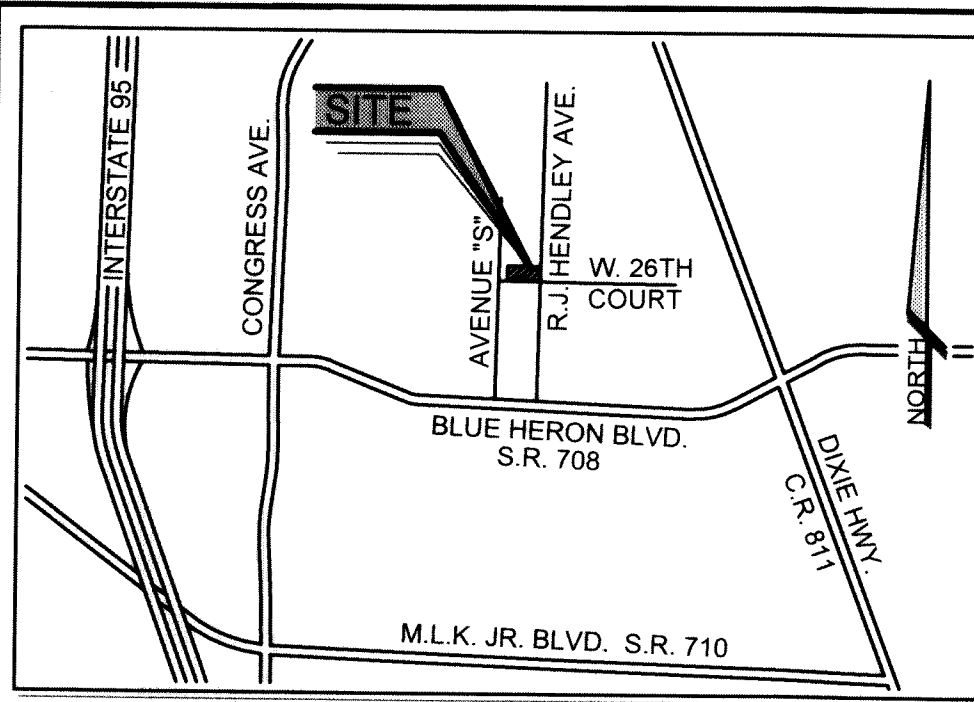 INTERSTATE 95
CONGRESS AVE.
SITE
AVENUE "S"
R.J. HENDLEY AVE.
W. 26TH
COURT
NORTH
BLUE HERON BLVD.
S.R. 708
DIXIE HWY.
C.R. 811
M.L.K. JR. BLVD. S.R. 710